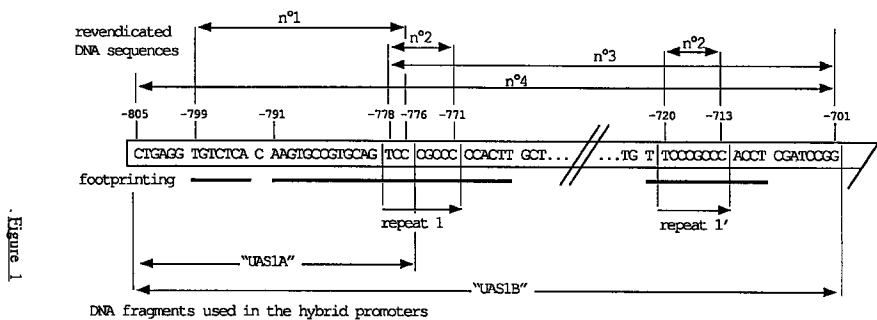 n°1
revendicated
DNA sequences
n°2
n°2
n°3
n°4
-805 -799 -791 -778 -776 -771 -720 -713 -701
CTGAGG TGTCTCA C AAGTGCCGTGCAG TCC CGCCC CCACTT GCT... ...TG T TCCCGCCC ACCT CGATCCGG
footprinting
repeat 1
repeat 1'
"UAS1A"
"UAS1B"
DNA fragments used in the hybrid promoters
Figure 1